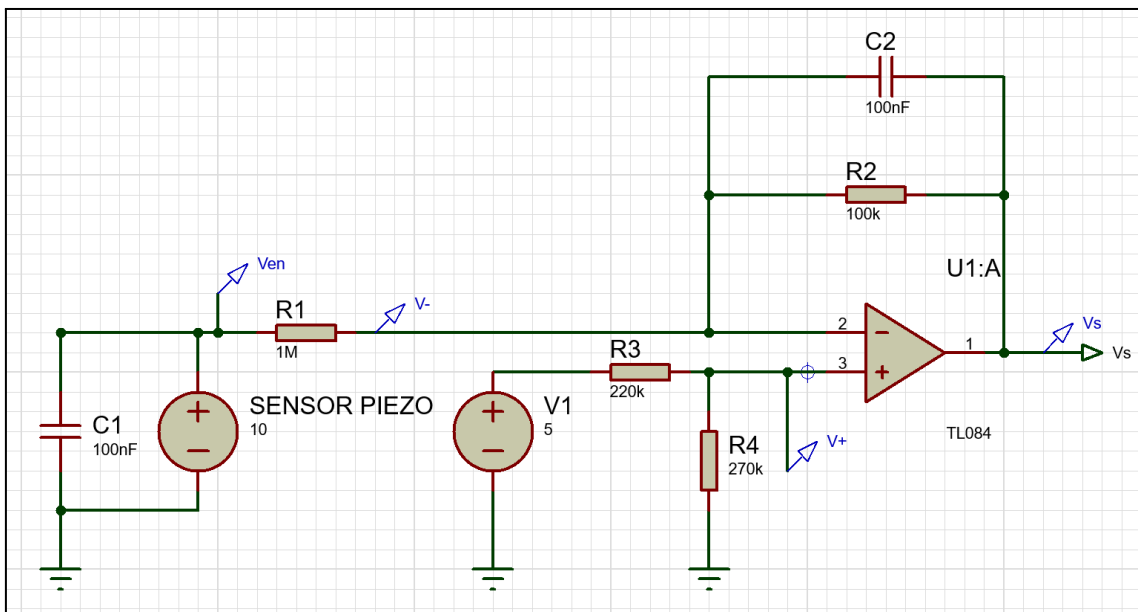 C2
100nF
R2
100k
U1:A
Ven
R1
1M
V-
2
3
1
Vs
Vs
R3
220k
C1
100nF
SENSOR PIEZO
10
V1
5
R4
270k
V+
TL084